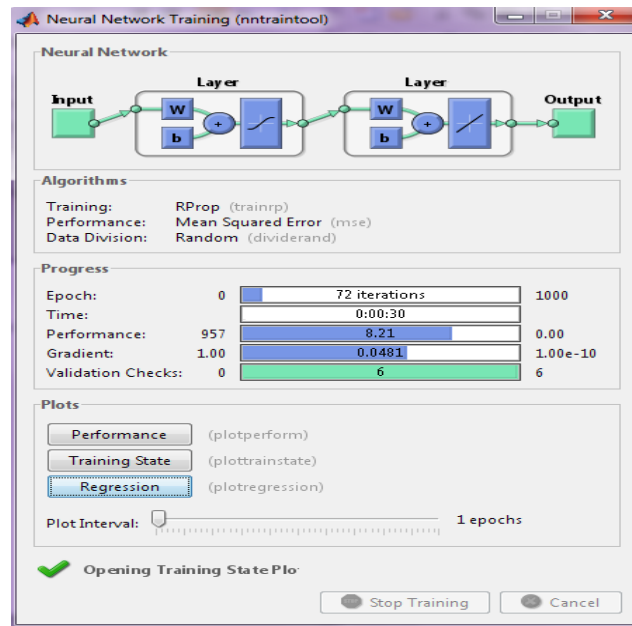 Neural Network Training (nntraintool)
Neural Network
Layer Layer
Input Output
W W
b b
+ +
Algorithms
Training: RProp (trainrp)
Performance: Mean Squared Error (mse)
Data Division: Random (dividerand)
Progress
Epoch: 0 72 iterations 1000
Time: 0:00:30
Performance: 957 8.21 0.00
Gradient: 1.00 0.0481 1.00e-10
Validation Checks: 0 6 6
Plots
Performance (plotperform)
Training State (plottrainstate)
Regression (plotregression)
Plot Interval: 1 epochs
Opening Training State Plo
Stop Training Cancel